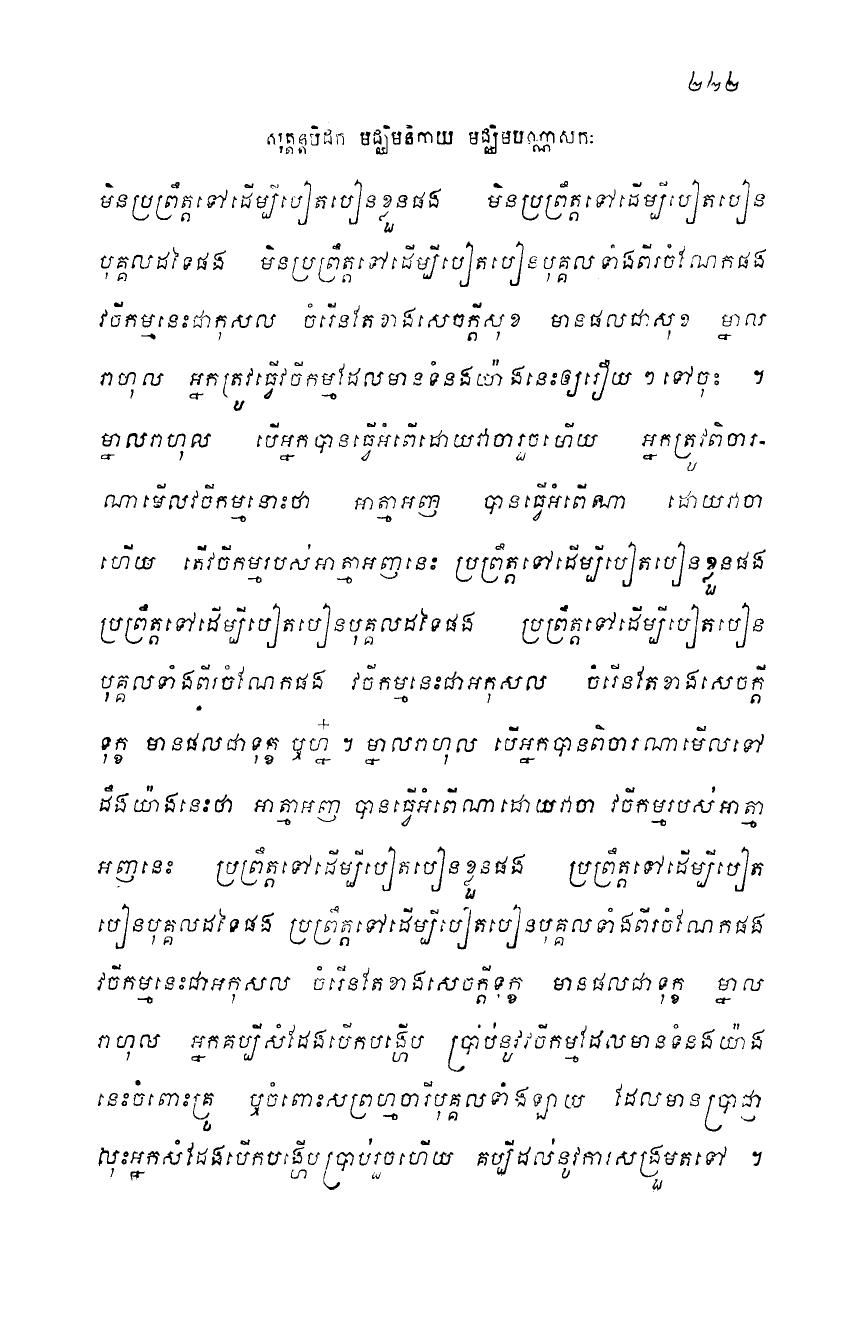 ២៤២
សុត្តន្តបិដក មជ្ឈិមនិកាយ មជ្ឈិមបណ្ណាសកៈ
មិនប្រព្រឹត្តទៅដើម្បីបៀតបៀនខ្លួនផង មិនប្រព្រឹត្តទៅដើម្បីបៀតបៀន
បុគ្គលដទៃផង មិនប្រព្រឹត្តទៅដើម្បីបៀតបៀនបុគ្គលទាំងពីរចំណែកផង
វចីកម្មនេះជាកុសល ចំរើនតែខាងសេចក្តីសុខ មានផលជាសុខ ម្នាល
រាហុល អ្នកត្រូវធ្វើវចីកម្មដែលមានទំនងយ៉ាងនេះឲ្យរឿយ ៗ ទៅចុះ ។
ម្នាលរាហុល បើអ្នកបានធ្វើអំពើដោយវាចារួចហើយ អ្នកត្រូវពិចារ-
ណាមើលវចីកម្មនោះថា អាត្មាអញ បានធ្វើអំពើណា ដោយវាចា
ហើយ តើវចីកម្មរបស់អាត្មាអញនេះ ប្រព្រឹត្តទៅដើម្បីបៀតបៀនខ្លួនផង
ប្រព្រឹត្តទៅដើម្បីបៀតបៀនបុគ្គលដទៃផង ប្រព្រឹត្តទៅដើម្បីបៀតបៀន
បុគ្គលទាំងពីរចំណែកផង វចីកម្មនេះជាអកុសល ចំរើនតែខាងសេចក្តី
ទុក្ខ មានផលជាទុក្ខ ឬហ្ន៎ ។ ម្នាលរាហុល បើអ្នកបានពិចារណាមើលទៅ
ដឹងយ៉ាងនេះថា អាត្មាអញ បានធ្វើអំពើណាដោយវាចា វចីកម្មរបស់អាត្មា
អញនេះ ប្រព្រឹត្តទៅដើម្បីបៀតបៀនខ្លួនផង ប្រព្រឹត្តទៅដើម្បីបៀត
បៀនបុគ្គលដទៃផង ប្រព្រឹត្តទៅដើម្បីបៀតបៀនបុគ្គលទាំងពីរចំណែកផង
វចីកម្មនេះជាអកុសល ចំរើនតែខាងសេចក្តីទុក្ខ មានផលជាទុក្ខ ម្នាល
រាហុល អ្នកគប្បីសំដែងបើកបង្ហើប ប្រាប់នូវវចីកម្មដែលមានទំនងយ៉ាង
នេះចំពោះគ្រូ ឬចំពោះសព្រហ្មចារីបុគ្គលទាំងឡាយ ដែលមានប្រាជ្ញា
លុះអ្នកសំដែងបើកបង្ហើបប្រាប់រួចហើយ គប្បីដល់នូវការសង្រួមតទៅ ។